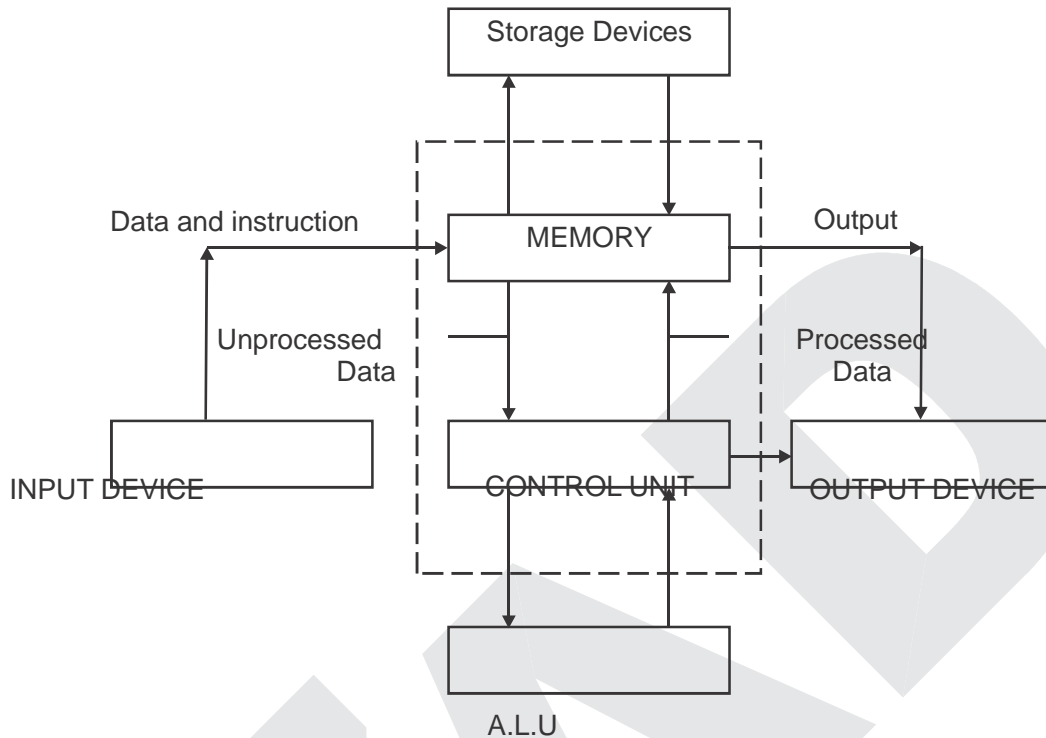 Storage Devices
Data and instruction
MEMORY
Output
Unprocessed
Data
Processed
Data
INPUT DEVICE
CONTROL UNIT
OUTPUT DEVICE
A.L.U